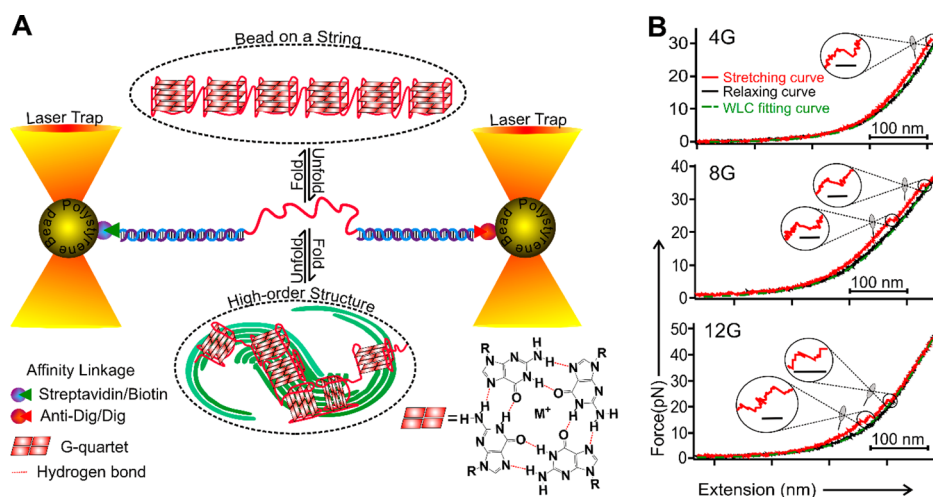 A
Bead on a String
Laser Trap
Laser Trap
Fold
Unfold
Polystyrene Bead
Polystyrene Bead
Unfold
Fold
High-order Structure
Affinity Linkage
Streptavidin/Biotin
Anti-Dig/Dig
G-quartet
Hydrogen bond
=
R
H
N
N
N
N
N
H
H
O
N
N
R
N
N
O
N
H
N
H
H
M+
H
N
H
N
O
N
N
N
R
O
H
N
H
N
N
N
N
R
B
4G
30
20
10
0
Stretching curve
Relaxing curve
WLC fitting curve
100 nm
8G
40
30
20
10
0
100 nm
12G
50
40
30
20
10
0
100 nm
Force(pN)
Extension (nm)